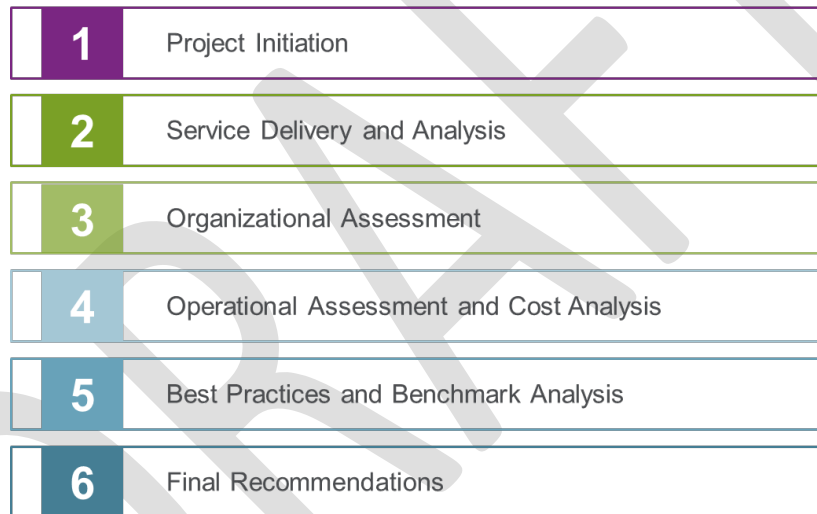 1 Project Initiation
2 Service Delivery and Analysis
3 Organizational Assessment
4 Operational Assessment and Cost Analysis
5 Best Practices and Benchmark Analysis
6 Final Recommendations
DRAFT